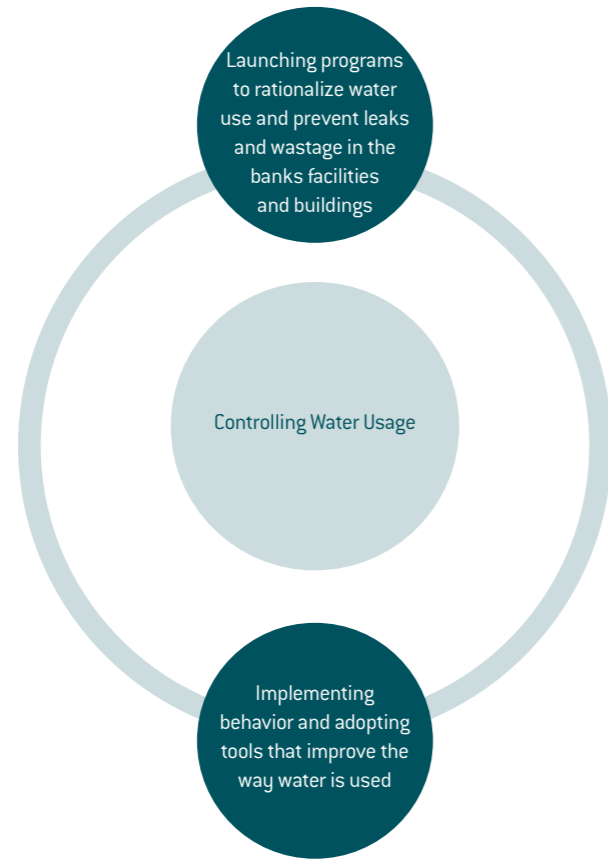 Launching programs
to rationalize water
use and prevent leaks
and wastage in the
banks facilities
and buildings
Controlling Water Usage
Implementing
behavior and adopting
tools that improve the
way water is used